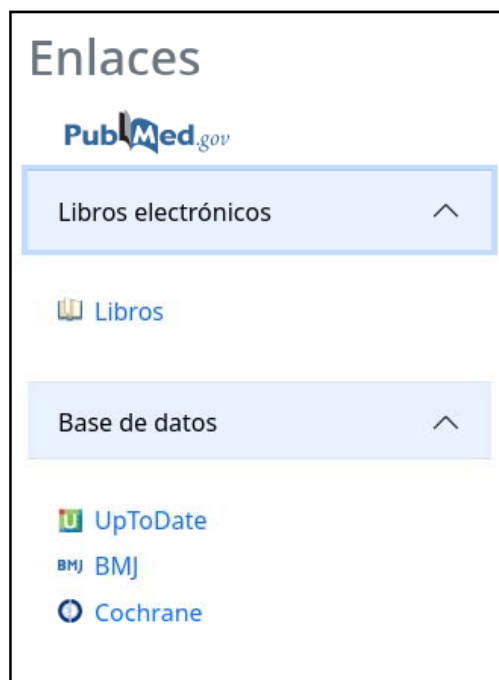 Enlaces
PubMed.gov
Libros electrónicos
Libros
Base de datos
UpToDate
BMJ BMJ
Cochrane